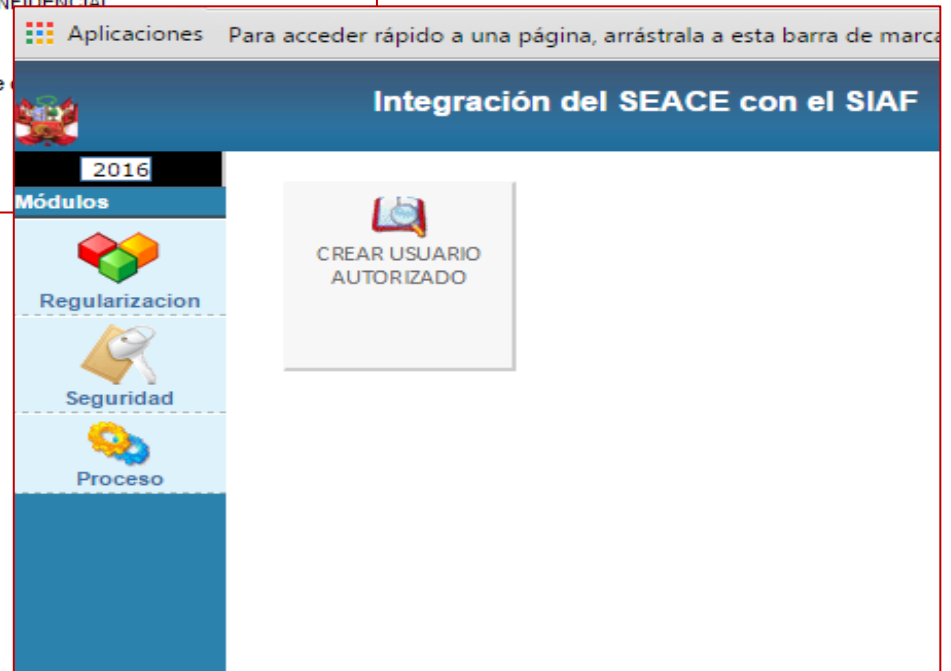 Aplicaciones Para acceder rápido a una página, arrástrala a esta barra de marca
Integración del SEACE con el SIAF
2016
Módulos
CREAR USUARIO
AUTORIZADO
Regularizacion
Seguridad
Proceso